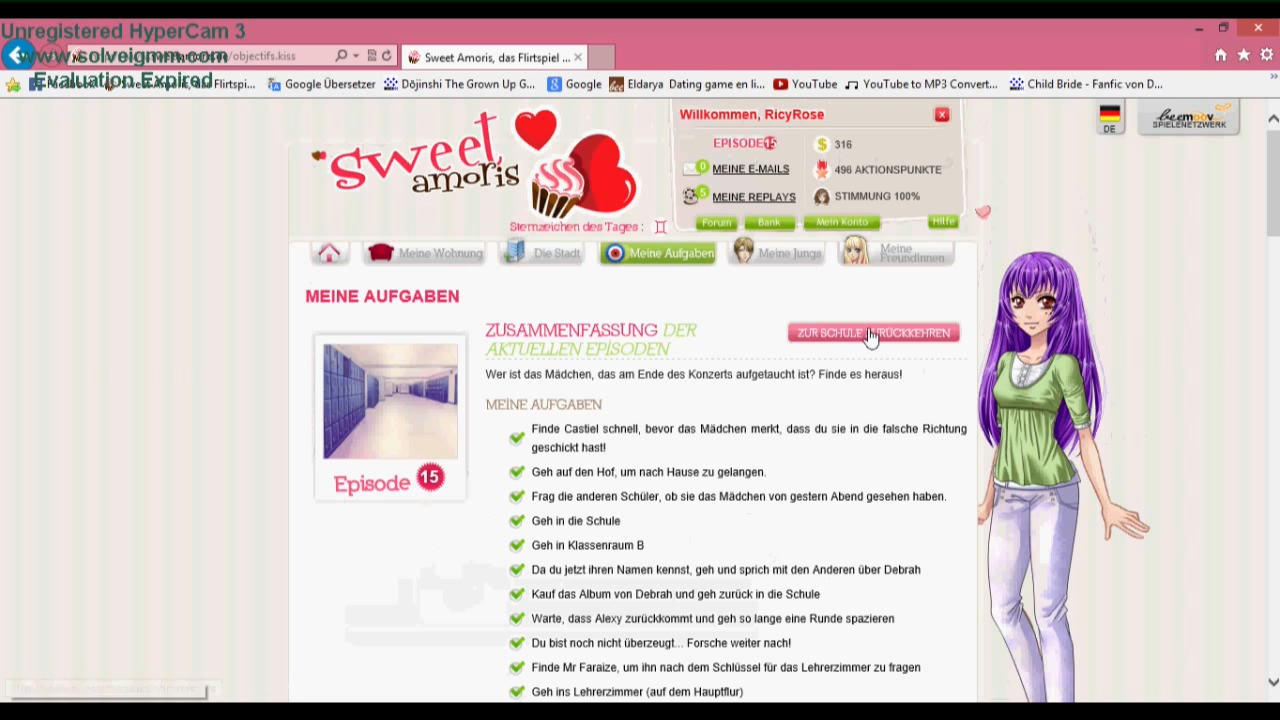 Unregistered HyperCam 3
www.solveigmm.com
Evaluation Expired
/objectifs.kiss
Sweet Amoris, das Flirtspiel
Google Übersetzer
Dōjinshi The Grown Up G...
Google
Eldarya Dating game en li...
YouTube
YouTube to MP3 Convert...
Child Bride - Fanfic von D...
sweet amoris
Willkommen, RicyRose
EPISODE 15
$ 316
0 MEINE E-MAILS
496 AKTIONSPUNKTE
5 MEINE REPLAYS
STIMMUNG 100%
Forum
Bank
Mein Konto
Hilfe
DE
beemoov
SPIELENETZWERK
Sternzeichen des Tages :
Meine Wohnung
Die Stadt
Meine Aufgaben
Meine Jungs
Meine FreundInnen
MEINE AUFGABEN
ZUSAMMENFASSUNG DER
AKTUELLEN EPISODEN
ZUR SCHULE ZURÜCKKEHREN
Wer ist das Mädchen, das am Ende des Konzerts aufgetaucht ist? Finde es heraus!
MEINE AUFGABEN
Episode 15
Finde Castiel schnell, bevor das Mädchen merkt, dass du sie in die falsche Richtung
geschickt hast!
Geh auf den Hof, um nach Hause zu gelangen.
Frag die anderen Schüler, ob sie das Mädchen von gestern Abend gesehen haben.
Geh in die Schule
Geh in Klassenraum B
Da du jetzt ihren Namen kennst, geh und sprich mit den Anderen über Debrah
Kauf das Album von Debrah und geh zurück in die Schule
Warte, dass Alexy zurückkommt und geh so lange eine Runde spazieren
Du bist noch nicht überzeugt... Forsche weiter nach!
Finde Mr Faraize, um ihn nach dem Schlüssel für das Lehrerzimmer zu fragen
Geh ins Lehrerzimmer (auf dem Hauptflur)